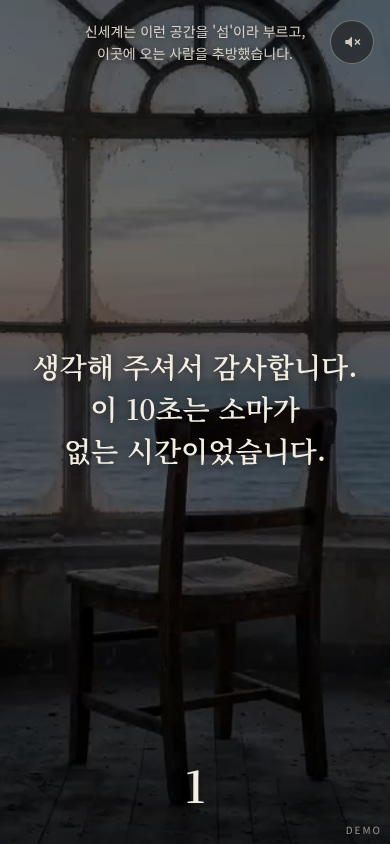 신세계는 이런 공간을 '섬'이라 부르고,
이곳에 오는 사람을 추방했습니다.
생각해 주셔서 감사합니다.
이 10초는 소마가
없는 시간이었습니다.
1
DEMO